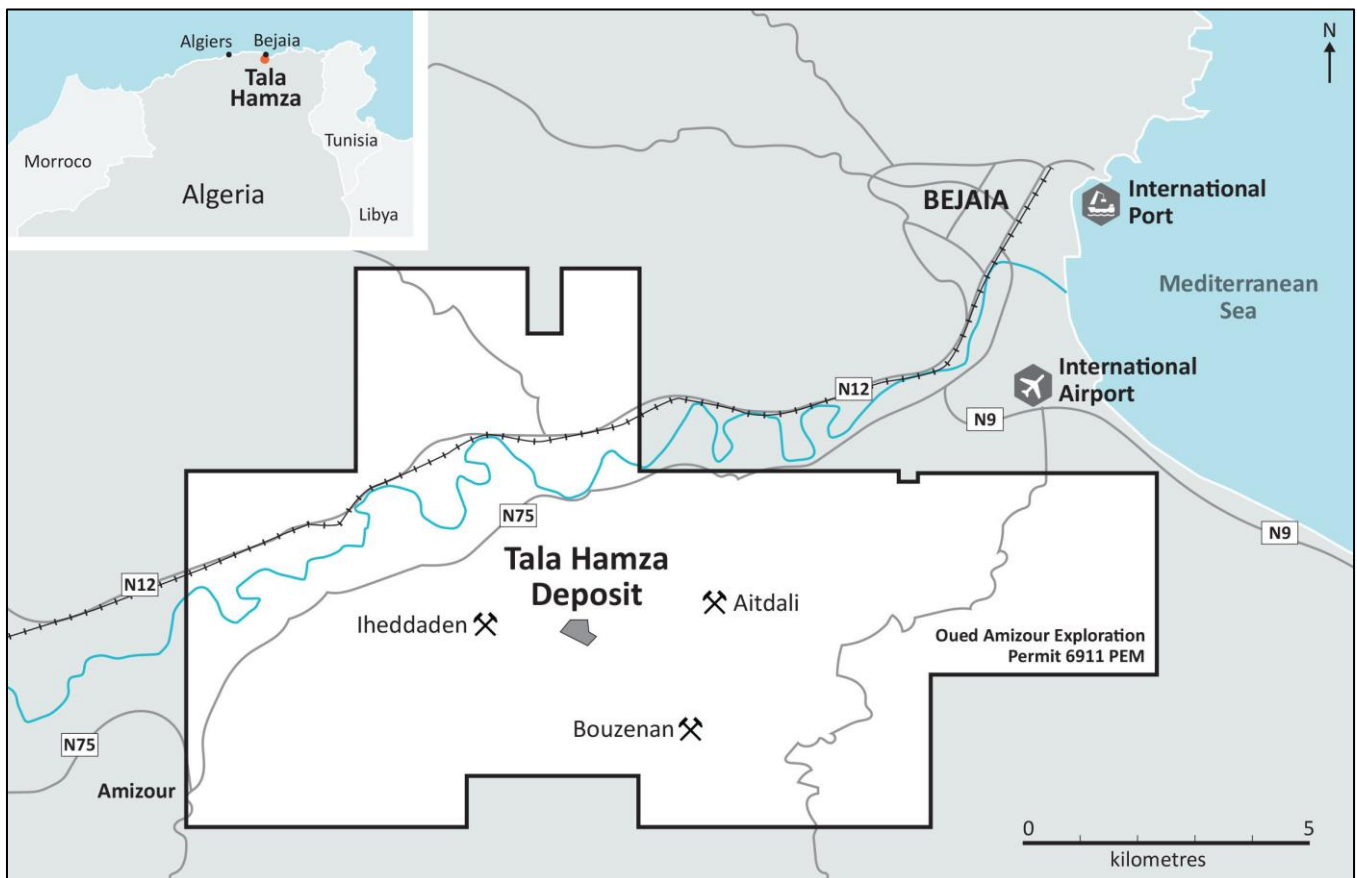 Algiers
Bejaia
Tala
Hamza
Morroco
Tunisia
Algeria
Libya
N
BEJAIA
International
Port
Mediterranean
Sea
International
Airport
N12
N9
N75
N9
Tala Hamza
Deposit
N12
Iheddaden
Aitdali
Oued Amizour Exploration
Permit 6911 PEM
Bouzenan
N75
Amizour
0
5
kilometres